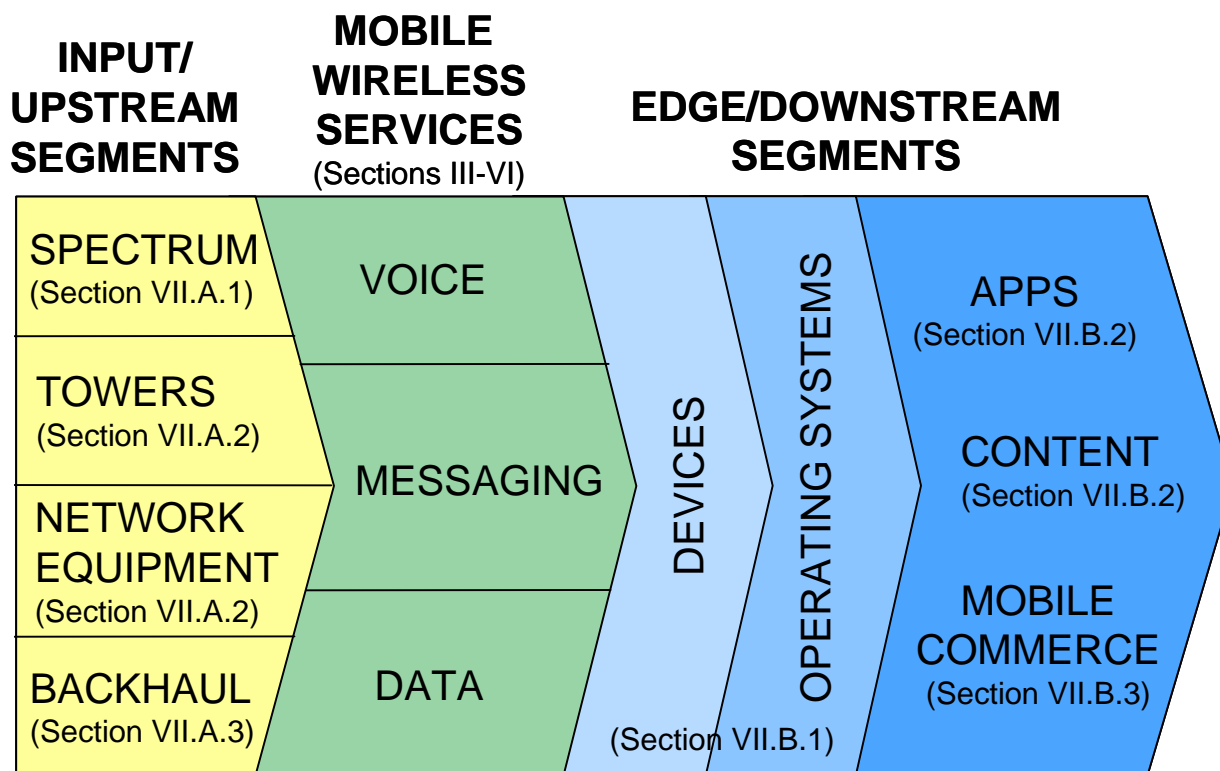 INPUT/
UPSTREAM
SEGMENTS
MOBILE
WIRELESS
SERVICES
(Sections III-VI)
EDGE/DOWNSTREAM
SEGMENTS
SPECTRUM
(Section VII.A.1)
TOWERS
(Section VII.A.2)
NETWORK
EQUIPMENT
(Section VII.A.2)
BACKHAUL
(Section VII.A.3)
VOICE
MESSAGING
DATA
DEVICES
OPERATING SYSTEMS
(Section VII.B.1)
APPS
(Section VII.B.2)
CONTENT
(Section VII.B.2)
MOBILE
COMMERCE
(Section VII.B.3)